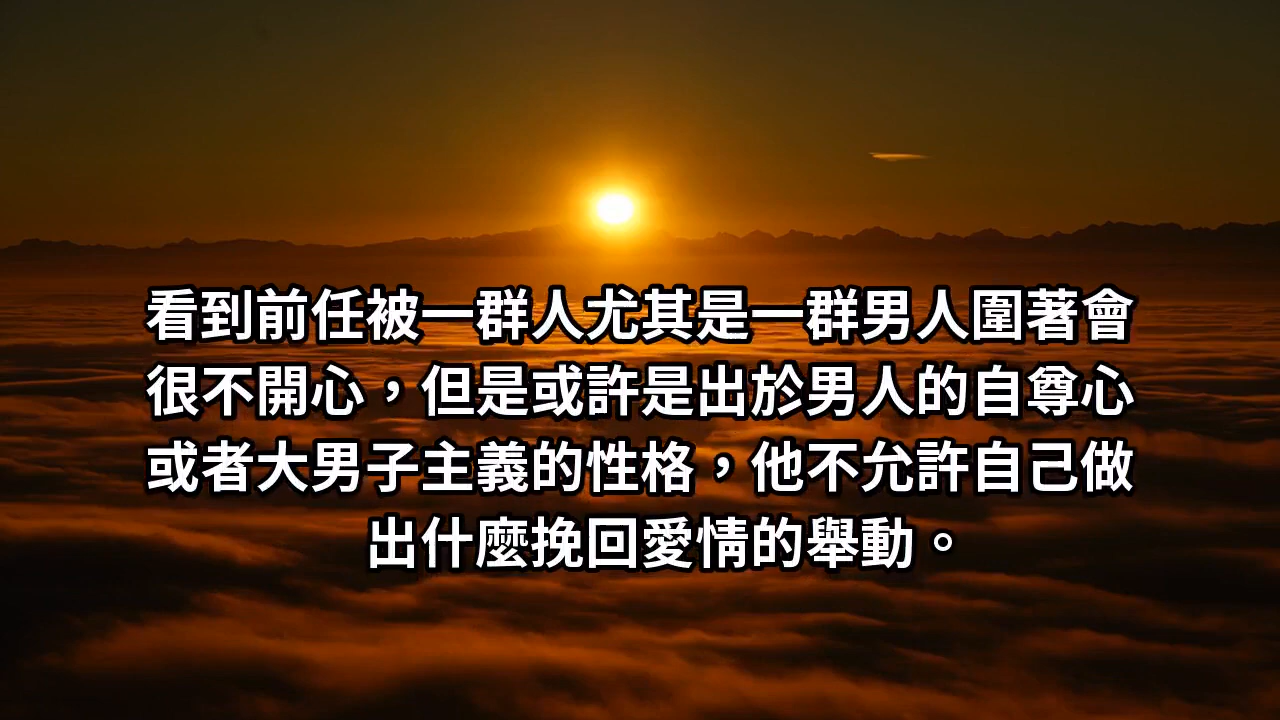 看到前任被一群人尤其是一群男人圍著會
很不開心，但是或許是出於男人的自尊心
或者大男子主義的性格，他不允許自己做
出什麼挽回愛情的舉動。